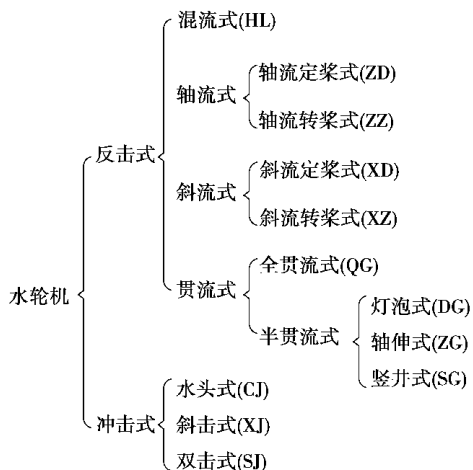 混流式(HL)
轴流定桨式(ZD)
轴流式
轴流转桨式(ZZ)
反击式
斜流定桨式(XD)
斜流式
斜流转桨式(XZ)
全贯流式(QG)
贯流式
灯泡式(DG)
水轮机
半贯流式
轴伸式(ZG)
竖井式(SG)
水头式(CJ)
冲击式
斜击式(XJ)
双击式(SJ)